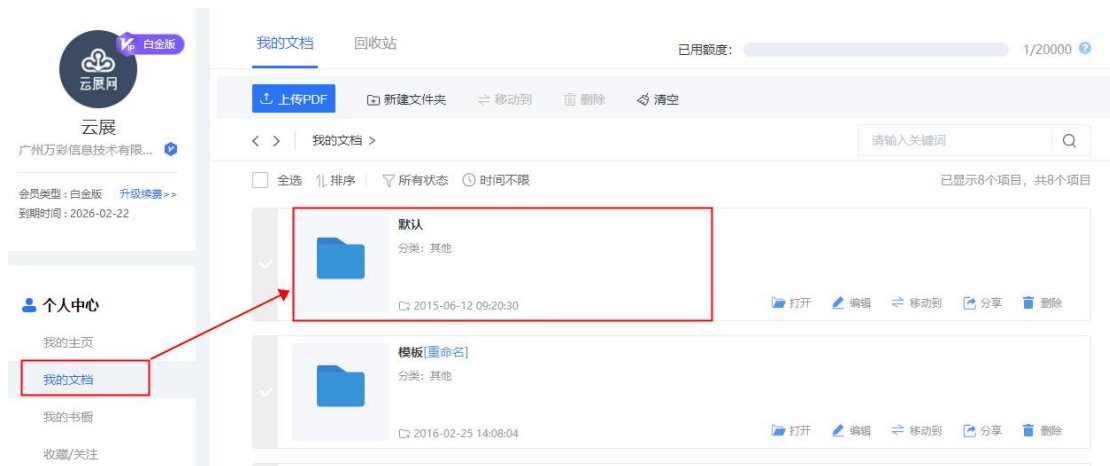 VIP 白金版
云展网
云展
广州万彩信息技术有限...
会员类型:白金版 升级续费>>
到期时间:2026-02-22
个人中心
我的主页
我的文档
我的书橱
收藏/关注
我的文档 回收站 已用额度: 1/20000 ?
上传PDF 新建文件夹 移动到 删除 清空
< > 我的文档 > 请输入关键词
全选 排序 所有状态 时间不限 已显示8个项目，共8个项目
默认
分类：其他
2015-06-12 09:20:30 打开 编辑 移动到 分享 删除
模板[重命名]
分类：其他
2016-02-25 14:08:04 打开 编辑 移动到 分享 删除